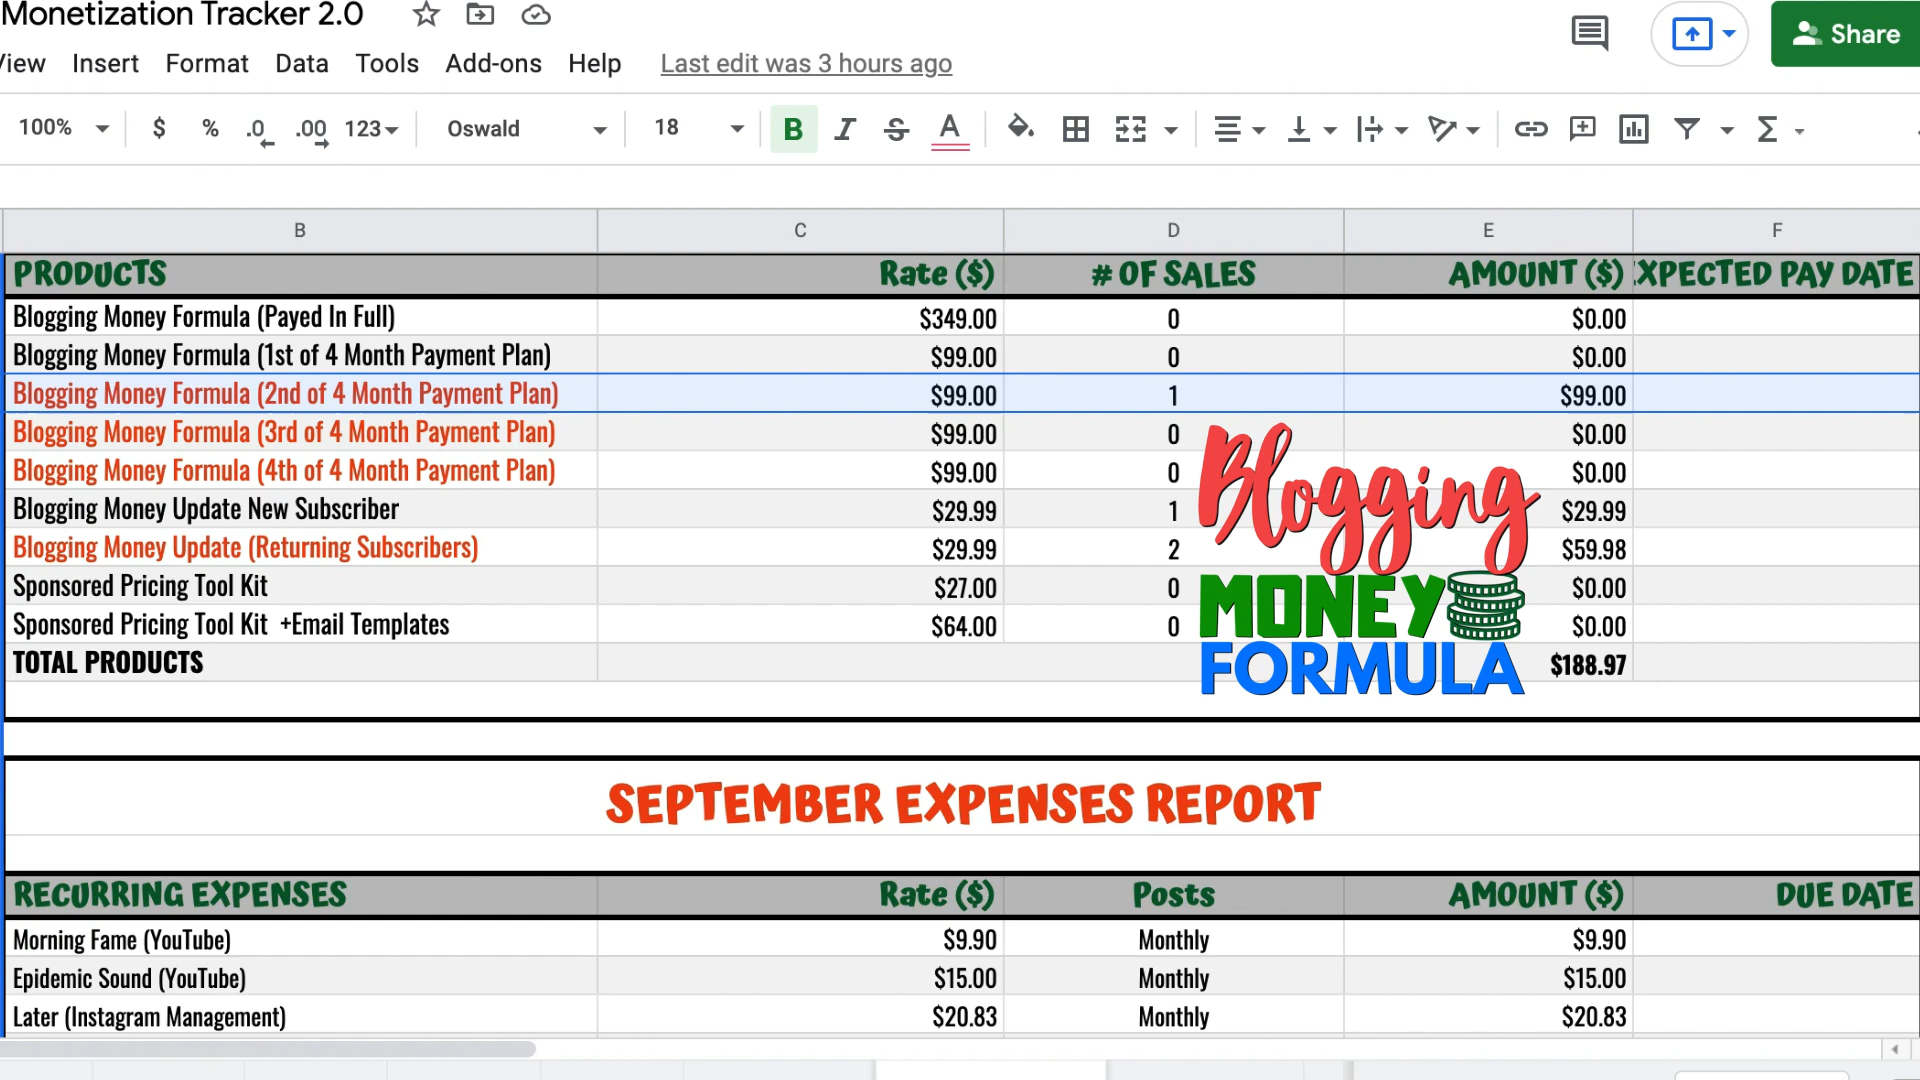 Monetization Tracker 2.0
View Insert Format Data Tools Add-ons Help Last edit was 3 hours ago
Share
100% $ % .0 .00 123 Oswald 18 B I S A
B C D E F
PRODUCTS Rate ($) # OF SALES AMOUNT ($) EXPECTED PAY DATE
Blogging Money Formula (Payed In Full) $349.00 0 $0.00
Blogging Money Formula (1st of 4 Month Payment Plan) $99.00 0 $0.00
Blogging Money Formula (2nd of 4 Month Payment Plan) $99.00 1 $99.00
Blogging Money Formula (3rd of 4 Month Payment Plan) $99.00 0 $0.00
Blogging Money Formula (4th of 4 Month Payment Plan) $99.00 0 $0.00
Blogging Money Update New Subscriber $29.99 1 $29.99
Blogging Money Update (Returning Subscribers) $29.99 2 $59.98
Sponsored Pricing Tool Kit $27.00 0 $0.00
Sponsored Pricing Tool Kit +Email Templates $64.00 0 $0.00
TOTAL PRODUCTS $188.97
Blogging
MONEY
FORMULA
SEPTEMBER EXPENSES REPORT
RECURRING EXPENSES Rate ($) Posts AMOUNT ($) DUE DATE
Morning Fame (YouTube) $9.90 Monthly $9.90
Epidemic Sound (YouTube) $15.00 Monthly $15.00
Later (Instagram Management) $20.83 Monthly $20.83